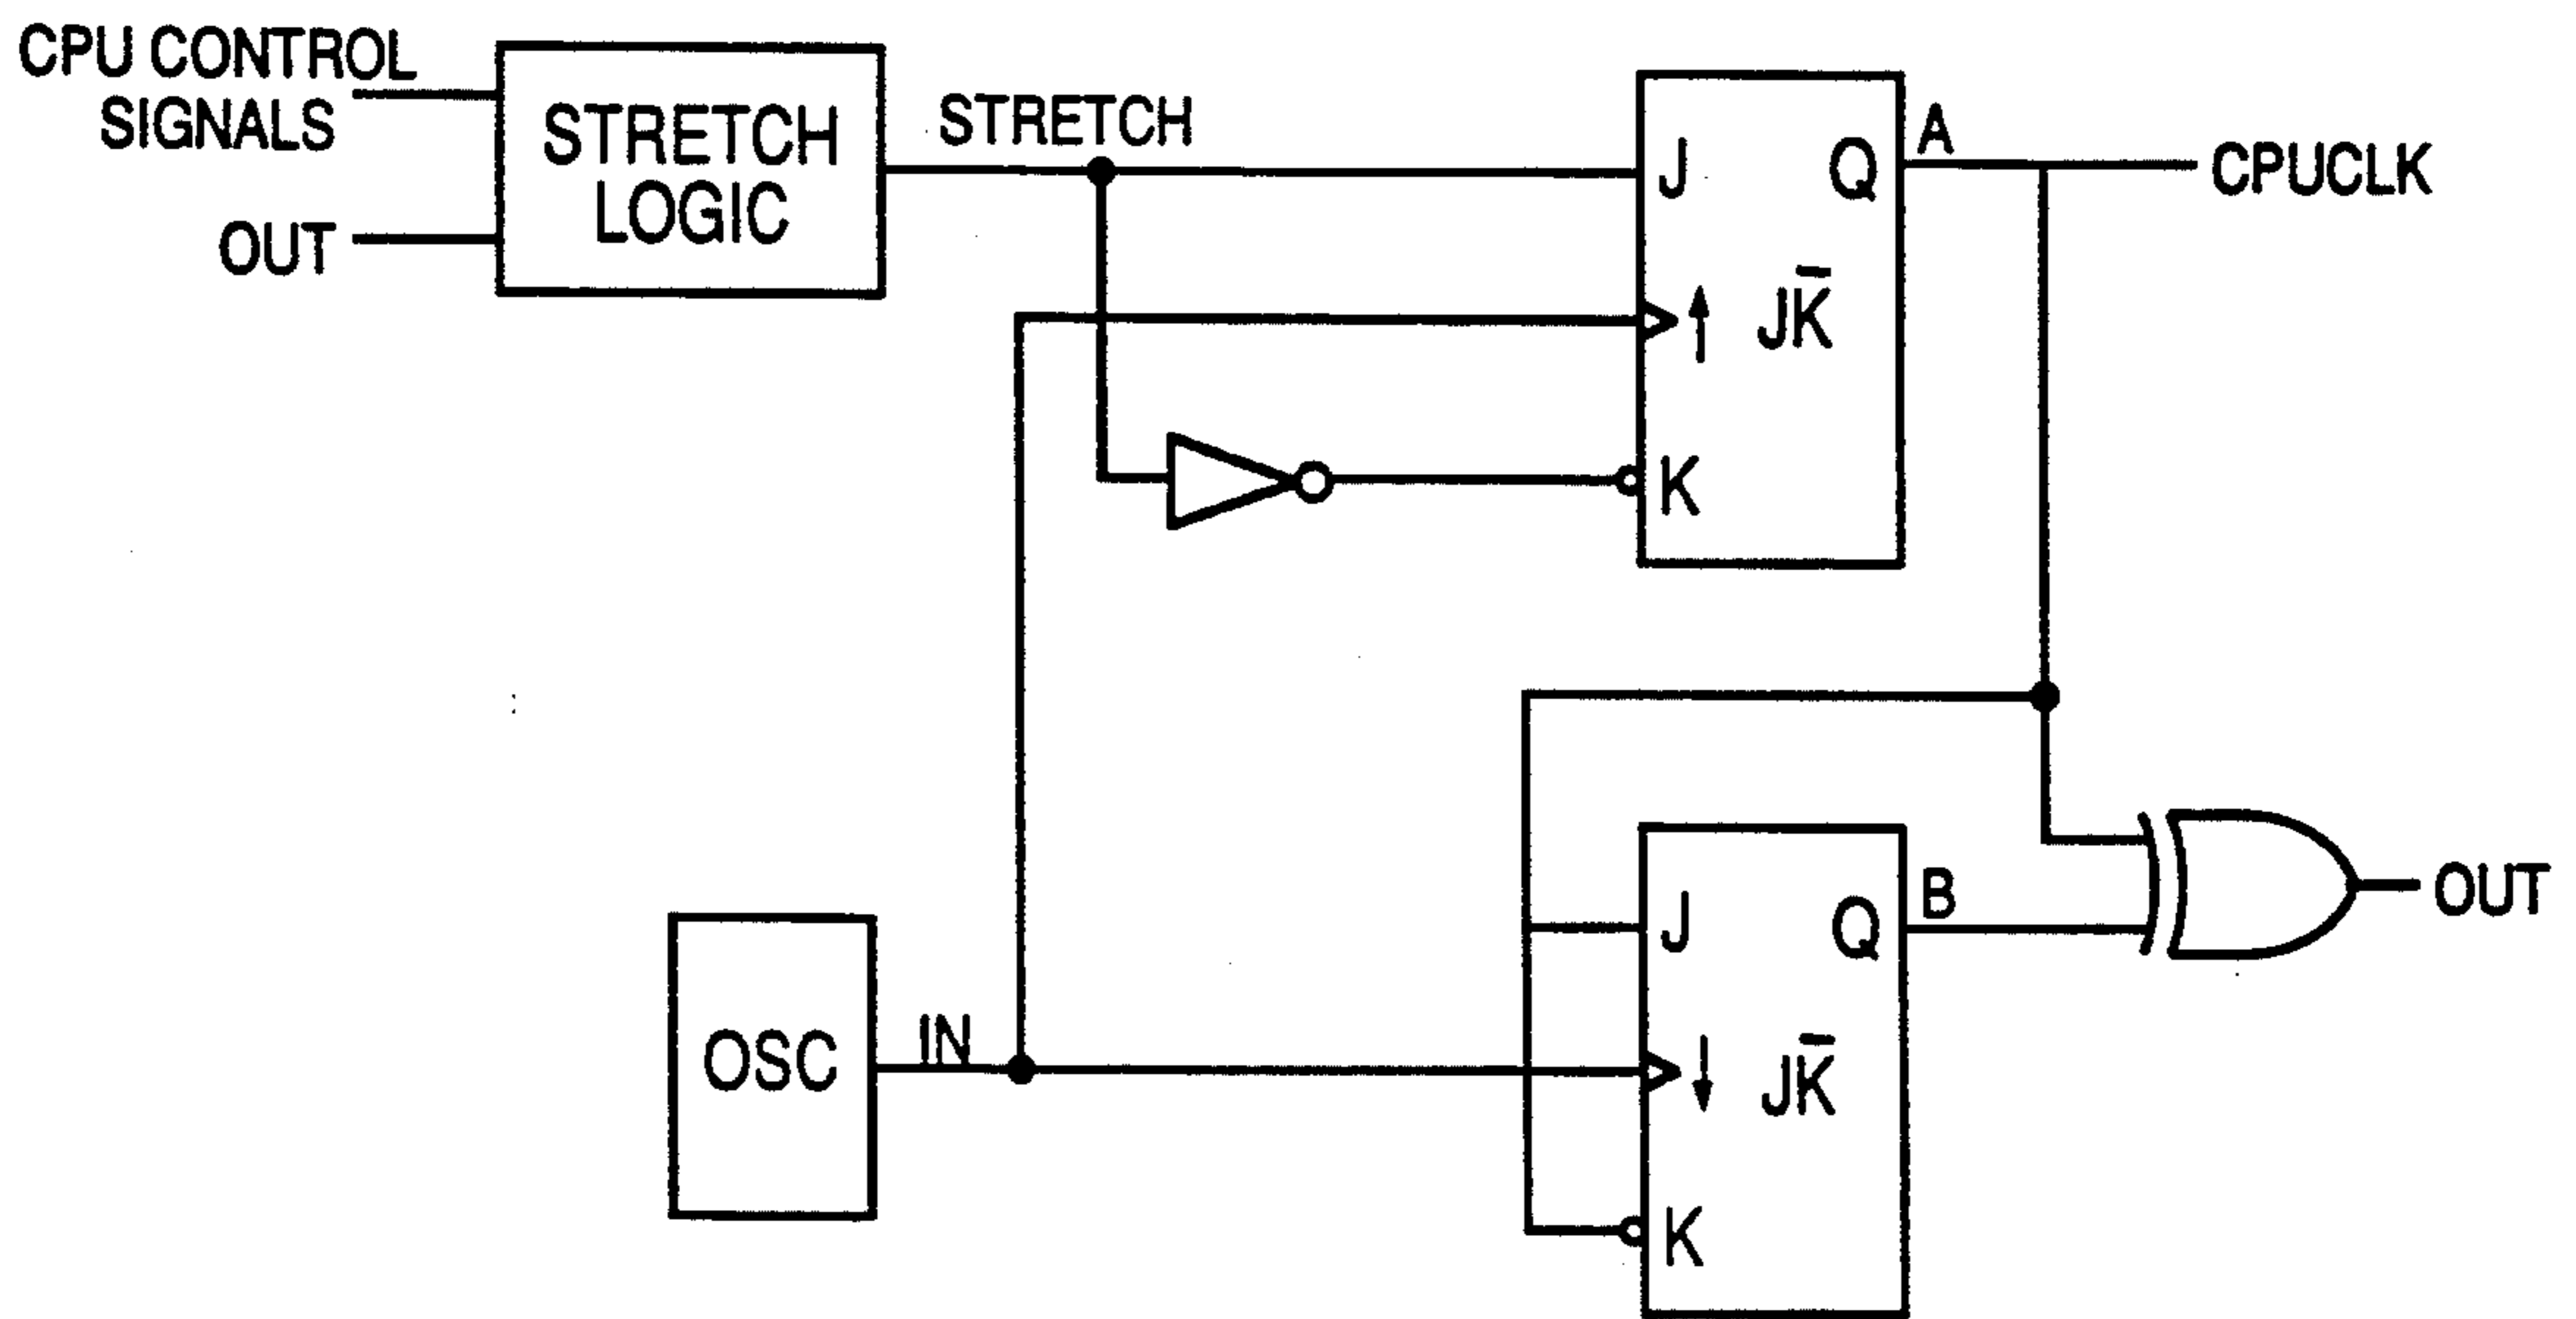 CPU CONTROL
SIGNALS
OUT
STRETCH
LOGIC
STRETCH
J
Q
A
CPUCLK
JK̅
K
J
Q
B
OUT
OSC
IN
JK̅
K